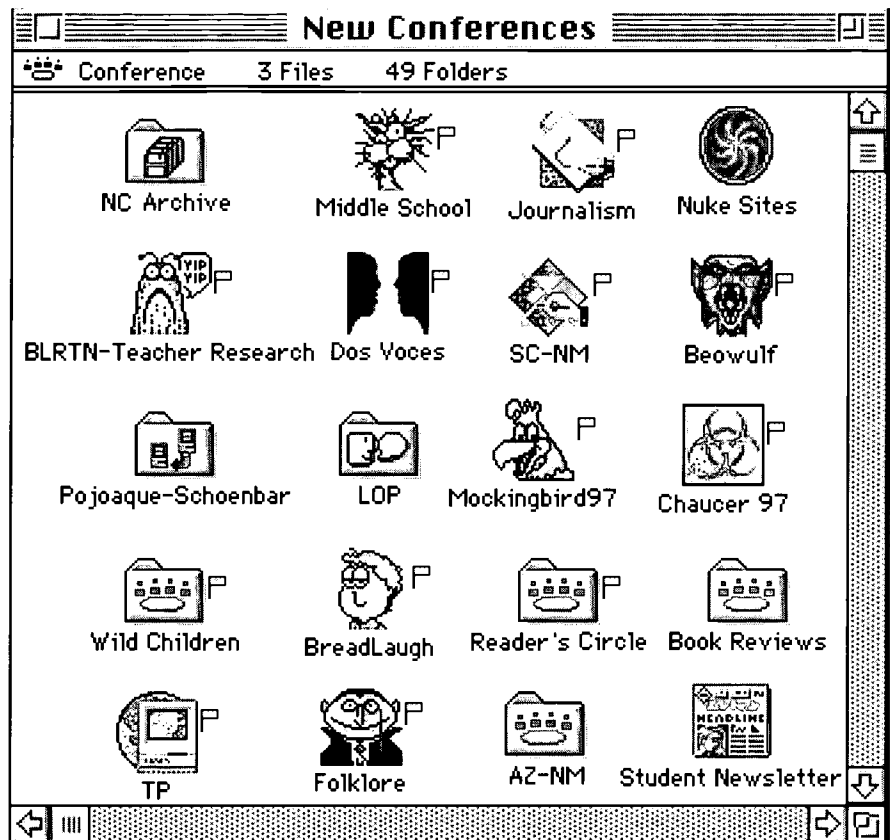 New Conferences
Conference 3 Files 49 Folders
NC Archive Middle School Journalism Nuke Sites
YIP
YIP
BLRTN-Teacher Research Dos Voces SC-NM Beowulf
Pojoaque-Schoenbar LOP Mockingbird97 Chaucer 97
Wild Children BreadLaugh Reader's Circle Book Reviews
HEADLINE
TP Folklore AZ-NM Student Newsletter